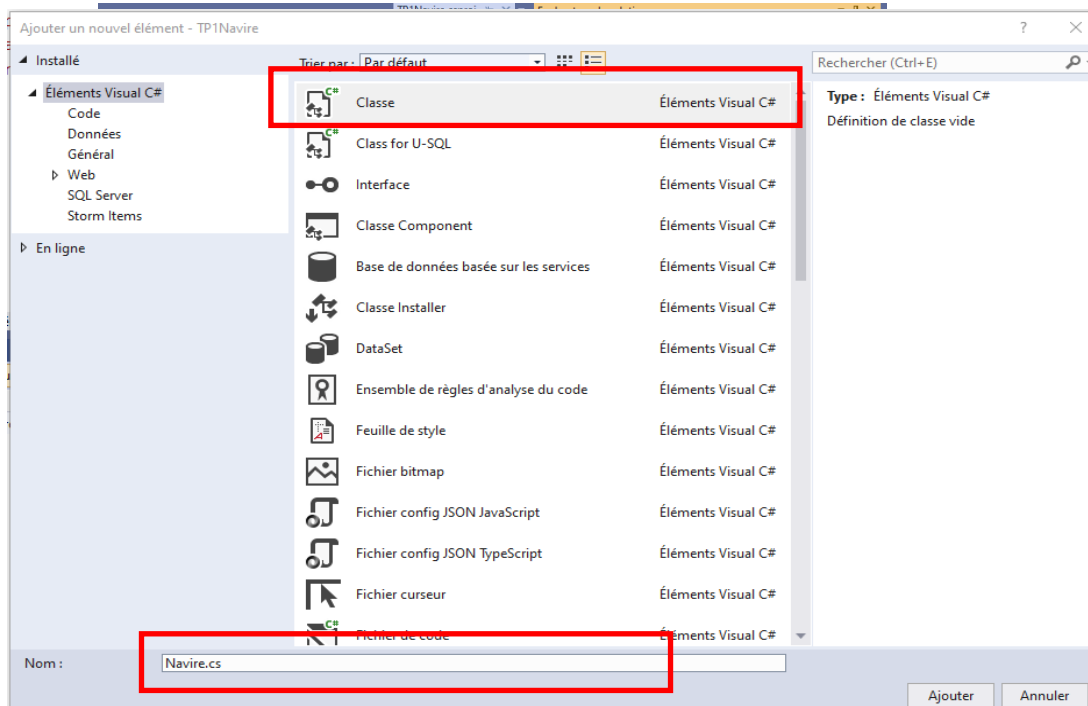 Ajouter un nouvel élément - TP1Navire
?
Installé
Trier par : Par défaut
Rechercher (Ctrl+E)
Éléments Visual C#
Code
Données
Général
Web
SQL Server
Storm Items
En ligne
Classe Éléments Visual C#
Class for U-SQL Éléments Visual C#
Interface Éléments Visual C#
Classe Component Éléments Visual C#
Base de données basée sur les services Éléments Visual C#
Classe Installer Éléments Visual C#
DataSet Éléments Visual C#
Ensemble de règles d'analyse du code Éléments Visual C#
Feuille de style Éléments Visual C#
Fichier bitmap Éléments Visual C#
Fichier config JSON JavaScript Éléments Visual C#
Fichier config JSON TypeScript Éléments Visual C#
Fichier curseur Éléments Visual C#
Fichier de code Éléments Visual C#
Type : Éléments Visual C#
Définition de classe vide
Nom : Navire.cs
Ajouter Annuler